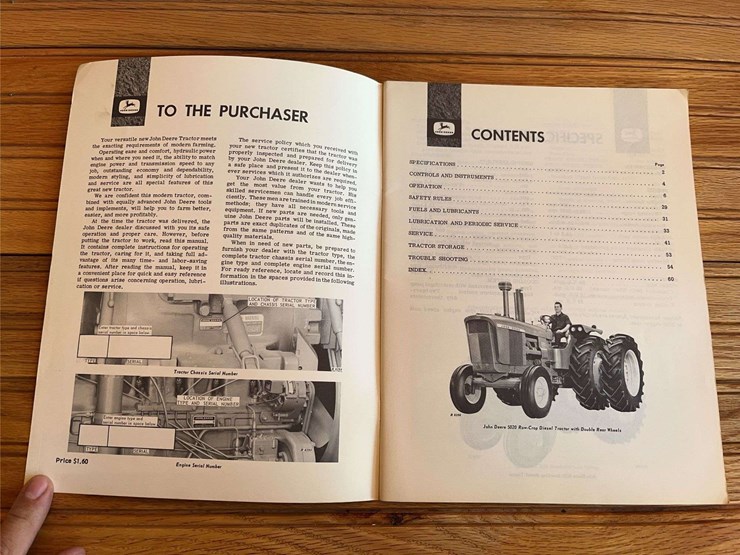 TO THE PURCHASER
Your versatile new John Deere Tractor meets
the exacting requirements of modern farming.
Operating ease and comfort, hydraulic power
when and where you need it, the ability to match
engine power and transmission speed to any
job, outstanding economy and dependability,
modern styling, and simplicity of lubrication
and service are all special features of this
great new tractor.
We are confident this modern tractor, com-
bined with equally advanced John Deere tools
and implements, will help you to farm better,
easier, and more profitably.
At the time the tractor was delivered, the
John Deere dealer discussed with you its safe
operation and proper care. However, before
putting the tractor to work, read this manual.
It contains complete instructions for operating
the tractor, caring for it, and taking full ad-
vantage of its many time- and labor-saving
features. After reading the manual, keep it in
a convenient place for quick and easy reference
if questions arise concerning operation, lubri-
cation or service.
The service policy which you received with
your new tractor certifies that the tractor was
properly inspected and prepared for delivery
by your John Deere dealer. Keep this policy in
a safe place and present it to the dealer when-
ever services which it authorizes are required.
Your John Deere dealer wants to help you
get the most value from your tractor. His
skilled servicemen can handle every job effi-
ciently. These men are trained in modern service
methods; they have all necessary tools and
equipment. If new parts are needed, only gen-
uine John Deere parts will be installed. These
parts are exact duplicates of the originals, made
from the same patterns and of the same high-
quality materials.
When in need of new parts, be prepared to
furnish your dealer with the tractor type, the
complete tractor chassis serial number, the en-
gine type and complete engine serial number.
For ready reference, locate and record this in-
formation in the spaces provided in the following
illustrations.
LOCATION OF TRACTOR TYPE
AND CHASSIS SERIAL NUMBER
Enter tractor type and chassis
serial number in space below
TYPE SERIAL
Tractor Chassis Serial Number
LOCATION OF ENGINE
TYPE AND SERIAL NUMBER
Enter engine type and
serial number in space below
TYPE SERIAL
Engine Serial Number
Price $1.60
CONTENTS
Page
SPECIFICATIONS 2
CONTROLS AND INSTRUMENTS 4
OPERATION 8
SAFETY RULES 29
FUELS AND LUBRICANTS 31
LUBRICATION AND PERIODIC SERVICE 33
SERVICE 41
TRACTOR STORAGE 53
TROUBLE SHOOTING 54
INDEX 60
John Deere 5020 Row-Crop Diesel Tractor with Double Rear Wheels